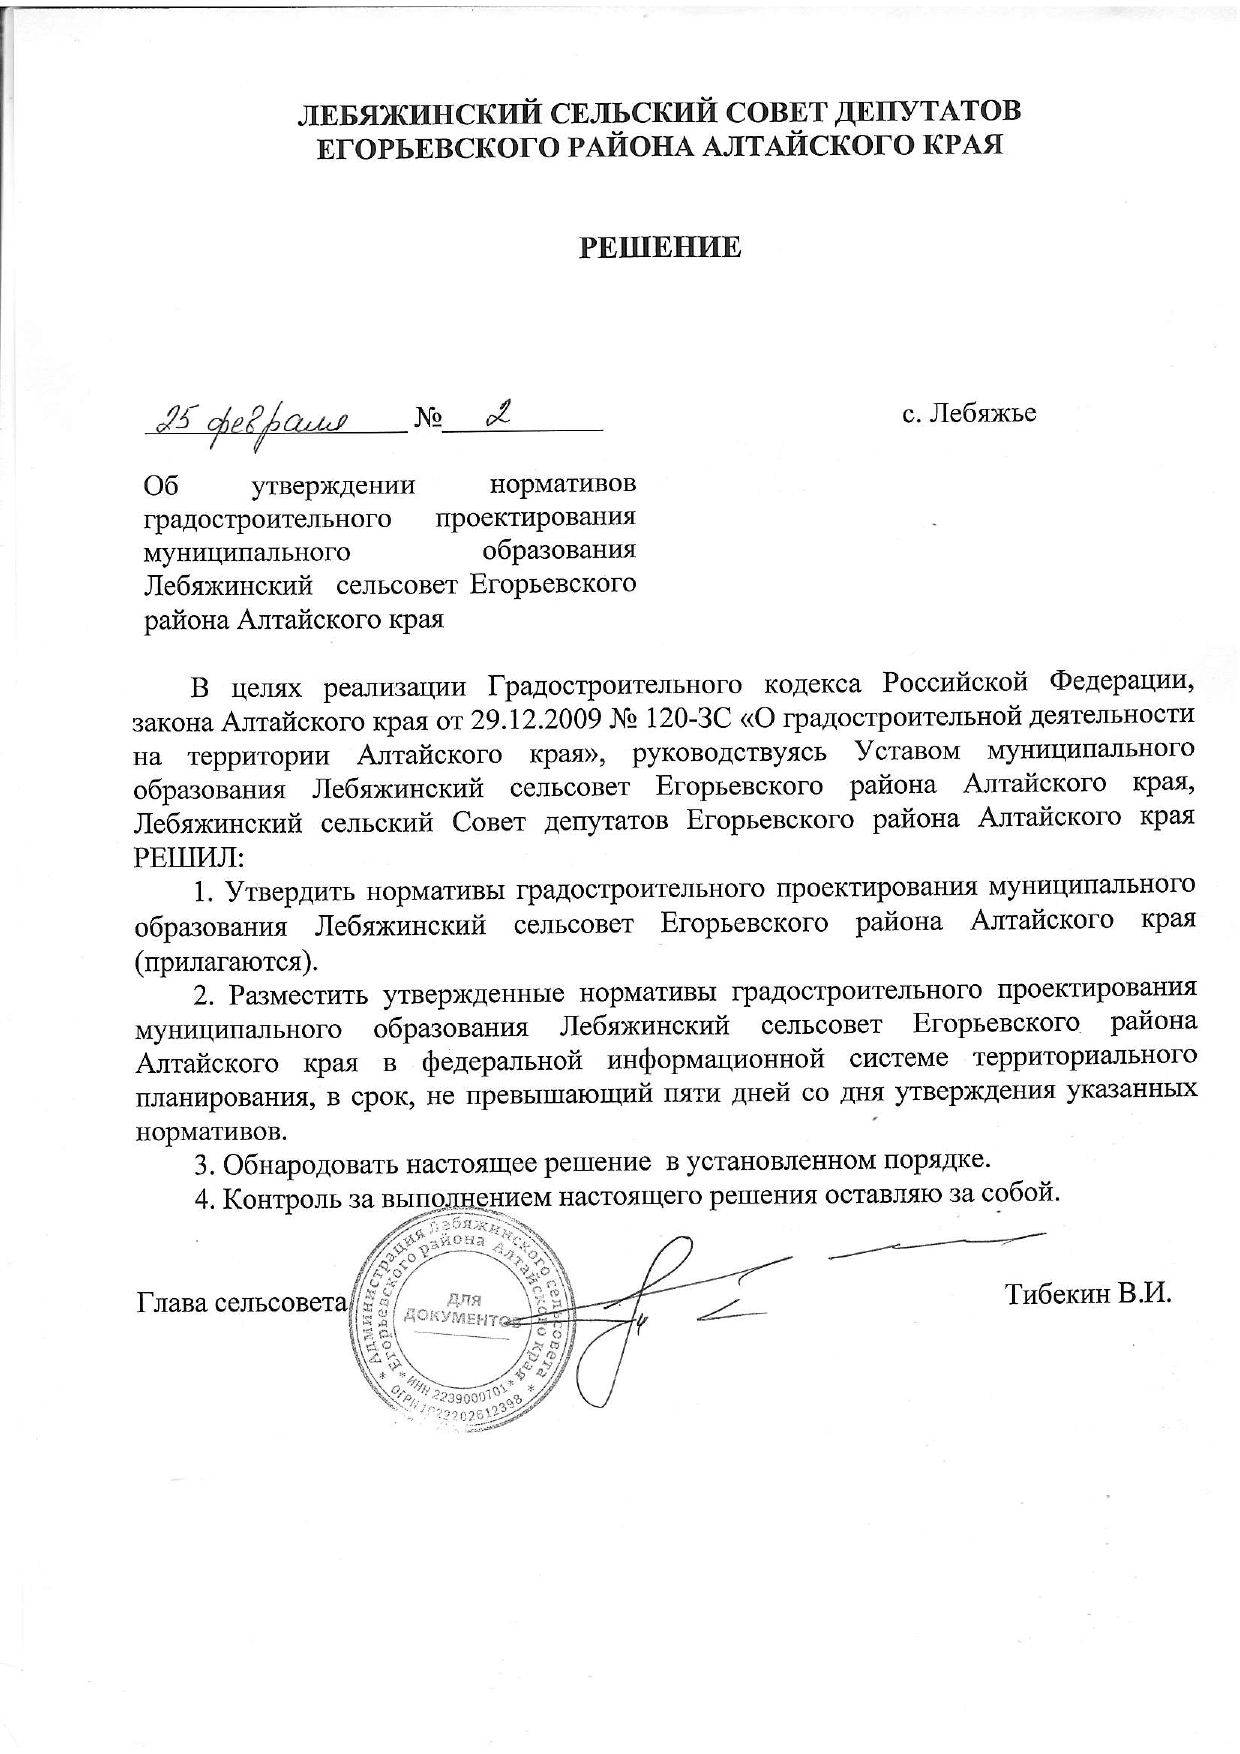 ЛЕБЯЖИНСКИЙ СЕЛЬСКИЙ СОВЕТ ДЕПУТАТОВ
ЕГОРЬЕВСКОГО РАЙОНА АЛТАЙСКОГО КРАЯ
РЕШЕНИЕ
25 февраля № 2 с. Лебяжье
Об утверждении нормативов
градостроительного проектирования
муниципального образования
Лебяжинский сельсовет Егорьевского
района Алтайского края
В целях реализации Градостроительного кодекса Российской Федерации,
закона Алтайского края от 29.12.2009 № 120-ЗС «О градостроительной деятельности
на территории Алтайского края», руководствуясь Уставом муниципального
образования Лебяжинский сельсовет Егорьевского района Алтайского края,
Лебяжинский сельский Совет депутатов Егорьевского района Алтайского края
РЕШИЛ:
1. Утвердить нормативы градостроительного проектирования муниципального
образования Лебяжинский сельсовет Егорьевского района Алтайского края
(прилагаются).
2. Разместить утвержденные нормативы градостроительного проектирования
муниципального образования Лебяжинский сельсовет Егорьевского района
Алтайского края в федеральной информационной системе территориального
планирования, в срок, не превышающий пяти дней со дня утверждения указанных
нормативов.
3. Обнародовать настоящее решение в установленном порядке.
4. Контроль за выполнением настоящего решения оставляю за собой.
Глава сельсовета Тибекин В.И.
* Администрация Лебяжинского сельсовета *
Егорьевского района Алтайского края
* ИНН 2239000701 *
ОГРН 1022202612398
ДЛЯ
ДОКУМЕНТОВ